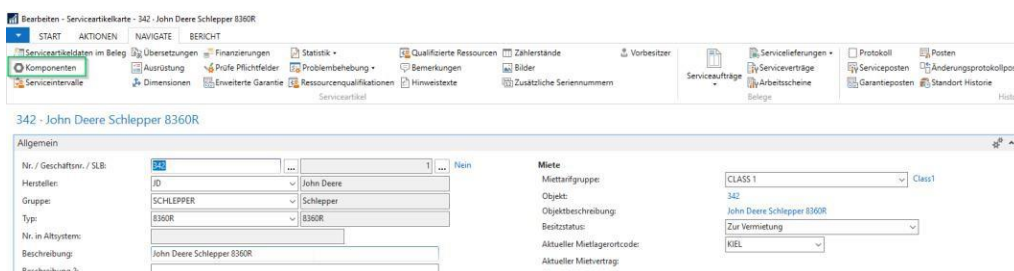 Bearbeiten - Serviceartikelkarte - 342 - John Deere Schlepper 8360R
START AKTIONEN NAVIGATE BERICHT
Serviceartikeldaten im Beleg Übersetzungen Finanzierungen Statistik Qualifizierte Ressourcen Zählerstände Vorbesitzer Servicelieferungen Protokoll Posten
Komponenten Ausrüstung Prüfe Pflichtfelder Problembehebung Bemerkungen Bilder Serviceaufträge Serviceverträge Serviceposten Änderungsprotokollpos
Serviceintervalle Dimensionen Erweiterte Garantie Ressourcenqualifikationen Hinweistexte Zusätzliche Seriennummern Arbeitsscheine Garantieposten Standort Historie
Serviceartikel Belege Histo
342 - John Deere Schlepper 8360R
Allgemein
Nr. / Geschäftsnr. / SLB: 342 ... 1 ... Nein Miete
Hersteller: JD John Deere Miettarifgruppe: CLASS 1 Class1
Gruppe: SCHLEPPER Schlepper Objekt: 342
Typ: 8360R 8360R Objektbeschreibung: John Deere Schlepper 8360R
Nr. in Altsystem: Besitzstatus: Zur Vermietung
Beschreibung: John Deere Schlepper 8360R Aktueller Mietlagerortcode: KIEL
Beschreibung 2: Aktueller Mietvertrag: